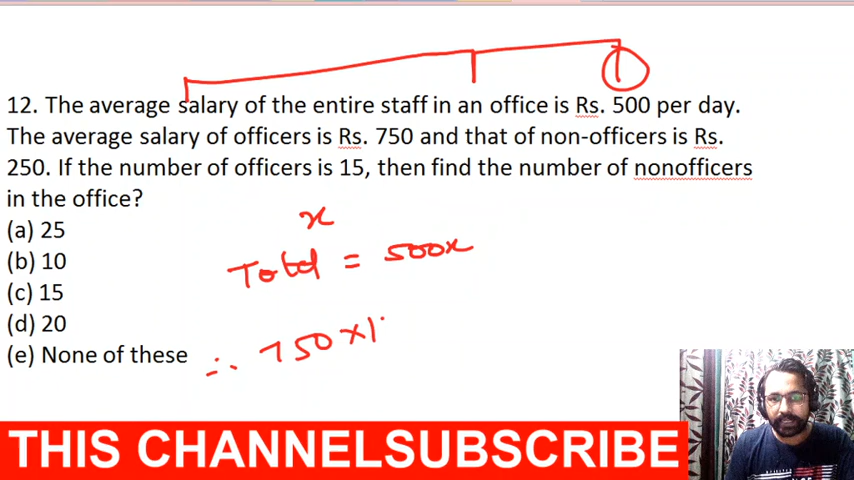 12. The average salary of the entire staff in an office is Rs. 500 per day.
The average salary of officers is Rs. 750 and that of non-officers is Rs.
250. If the number of officers is 15, then find the number of nonofficers
in the office?
(a) 25
x
(b) 10
Total = 500x
(c) 15
(d) 20
(e) None of these
∴ 750×1
THIS CHANNELSUBSCRIBE